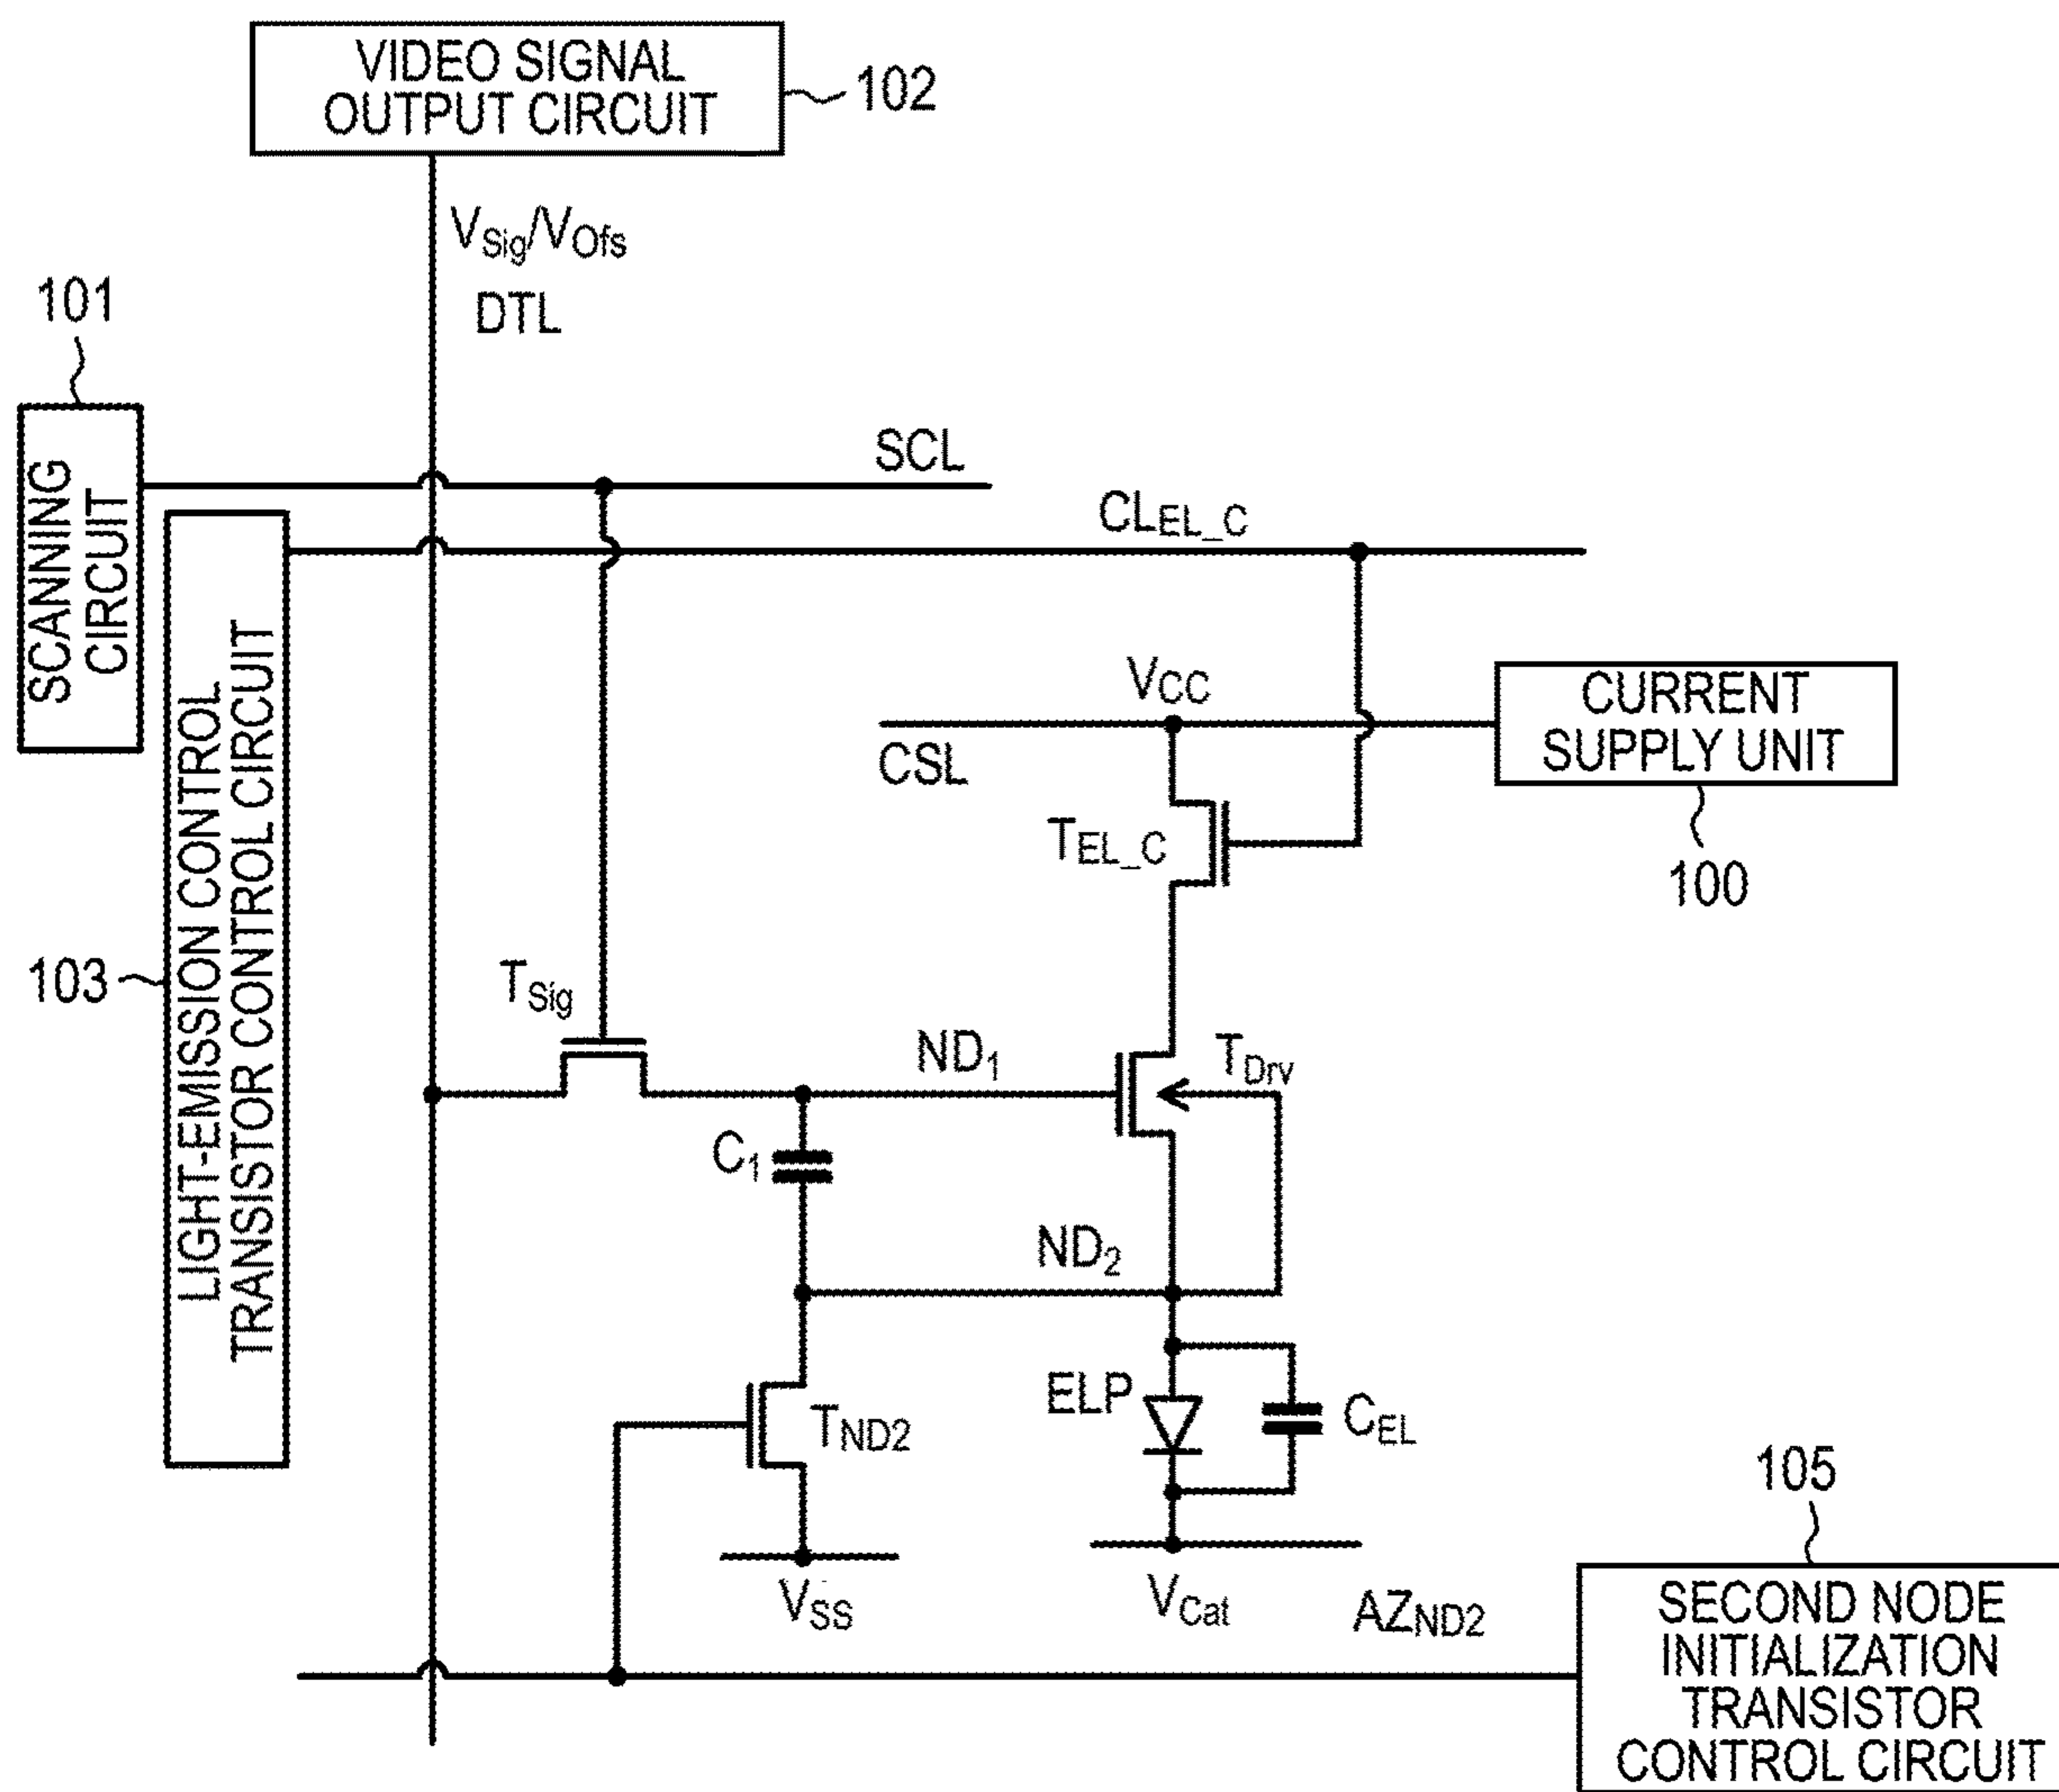 VIDEO SIGNAL
OUTPUT CIRCUIT
102
VSig/VOfs
DTL
101
SCANNING
CIRCUIT
SCL
CLEL_C
LIGHT-EMISSION CONTROL
TRANSISTOR CONTROL CIRCUIT
103
VCC
CSL
CURRENT
SUPPLY UNIT
100
TEL_C
TSig
ND1
TDrv
C1
ND2
ELP
CEL
TND2
VSS
VCat
AZND2
105
SECOND NODE
INITIALIZATION
TRANSISTOR
CONTROL CIRCUIT